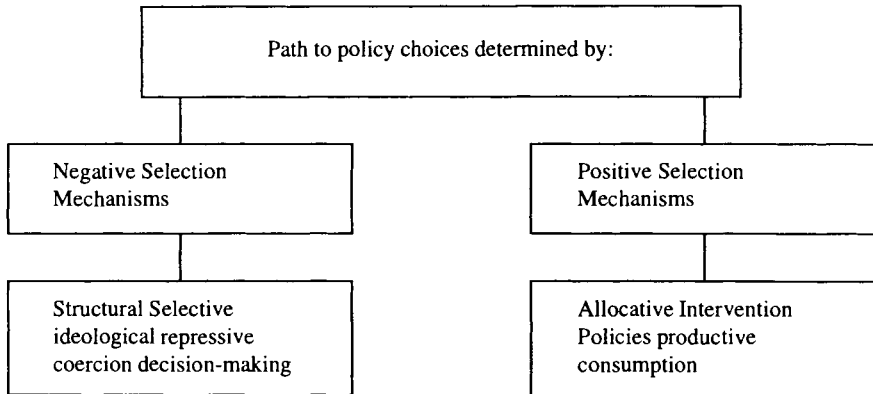 Path to policy choices determined by:
Negative Selection
Mechanisms
Positive Selection
Mechanisms
Structural Selective
ideological repressive
coercion decision-making
Allocative Intervention
Policies productive
consumption